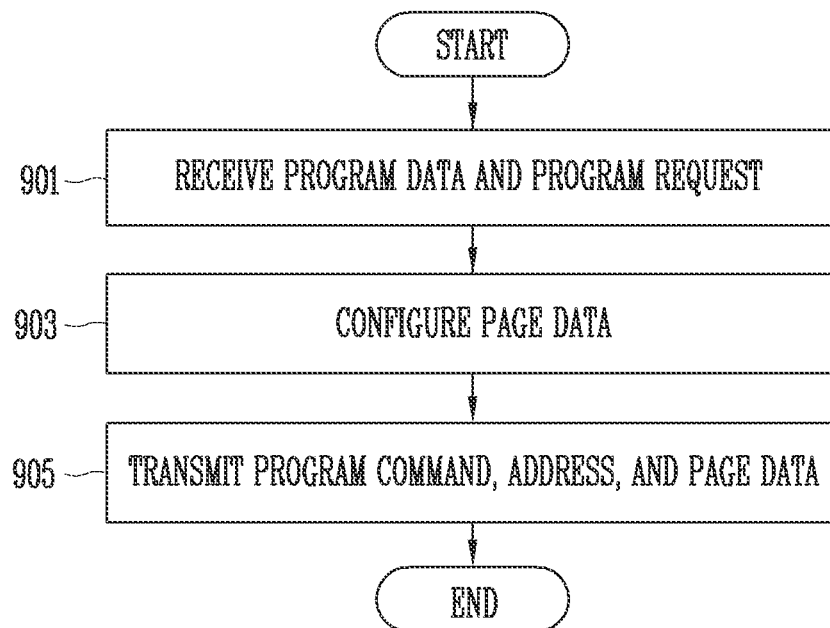 START
901 RECEIVE PROGRAM DATA AND PROGRAM REQUEST
903 CONFIGURE PAGE DATA
905 TRANSMIT PROGRAM COMMAND, ADDRESS, AND PAGE DATA
END